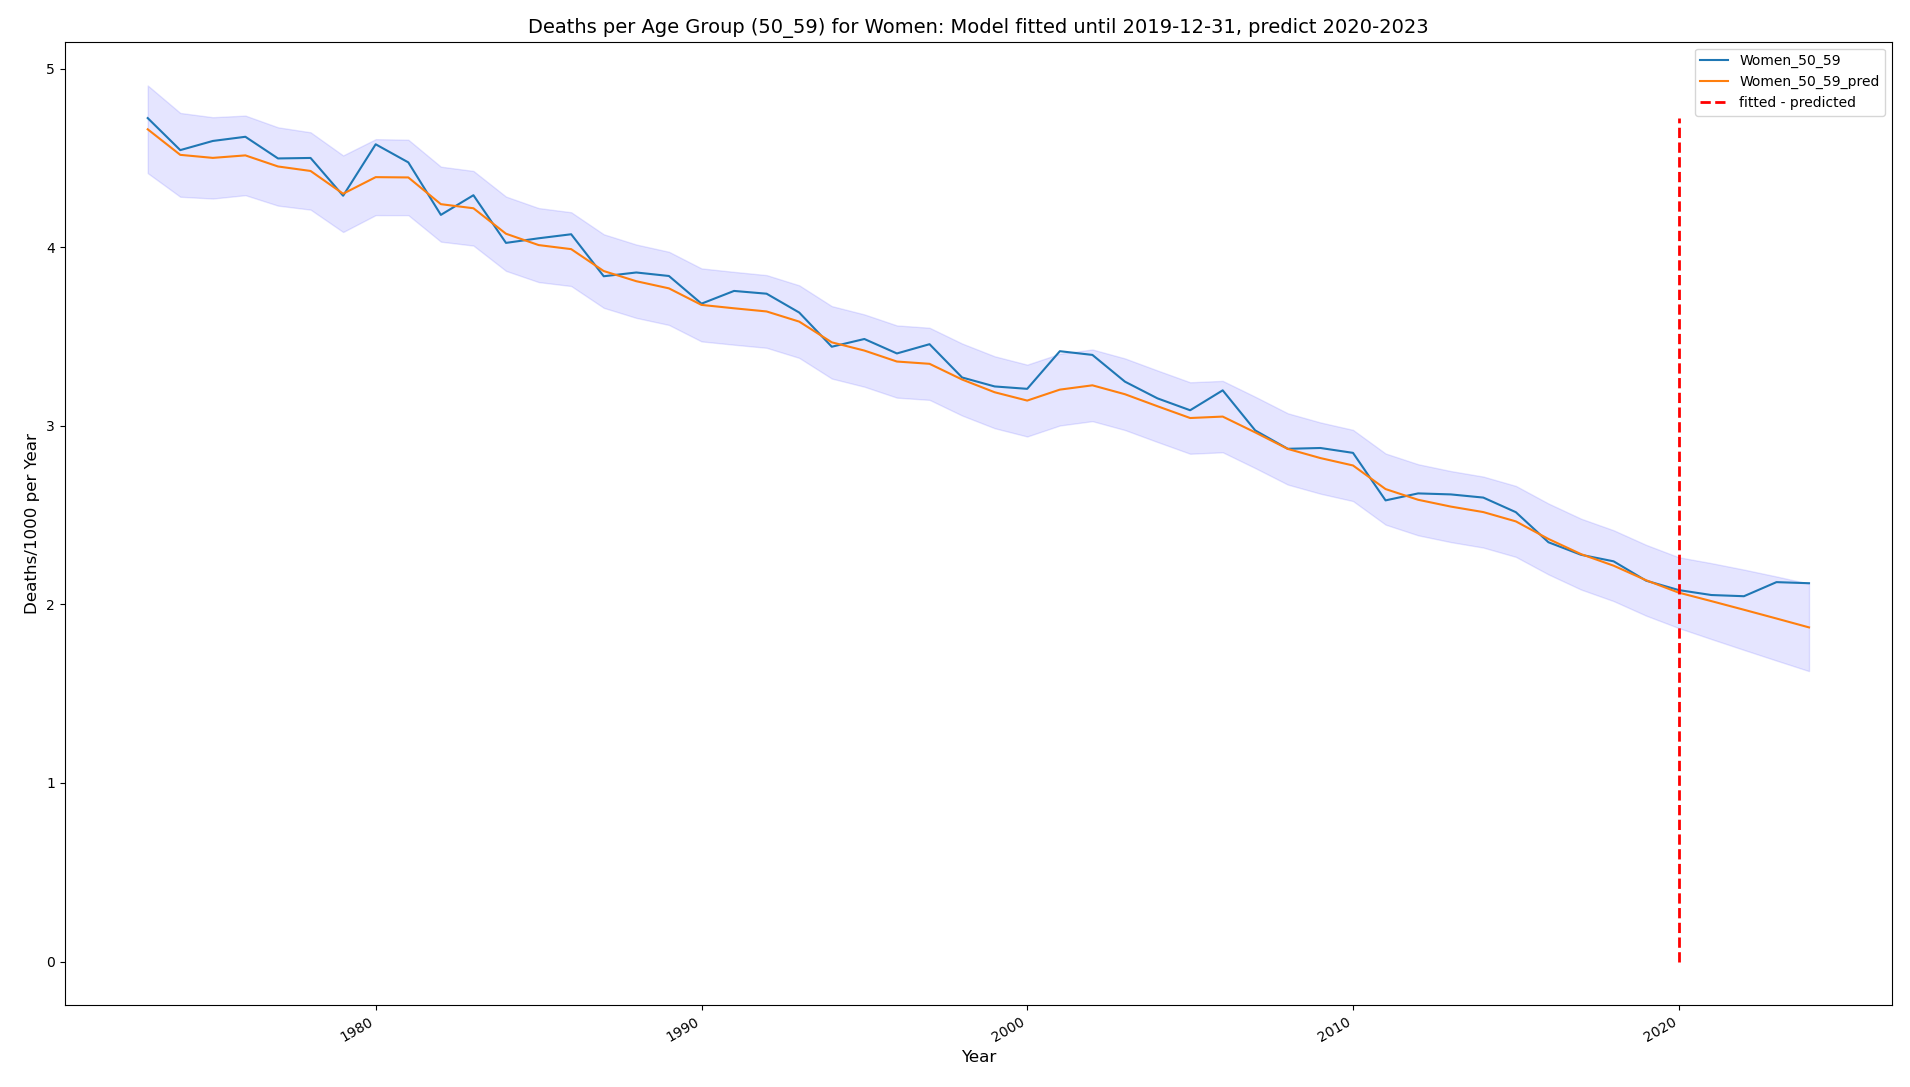 Deaths per Age Group (50_59) for Women: Model fitted until 2019-12-31, predict 2020-2023
Women_50_59
Women_50_59_pred
fitted - predicted
Deaths/1000 per Year
5
4
3
2
1
0
1980
1990
2000
2010
2020
Year